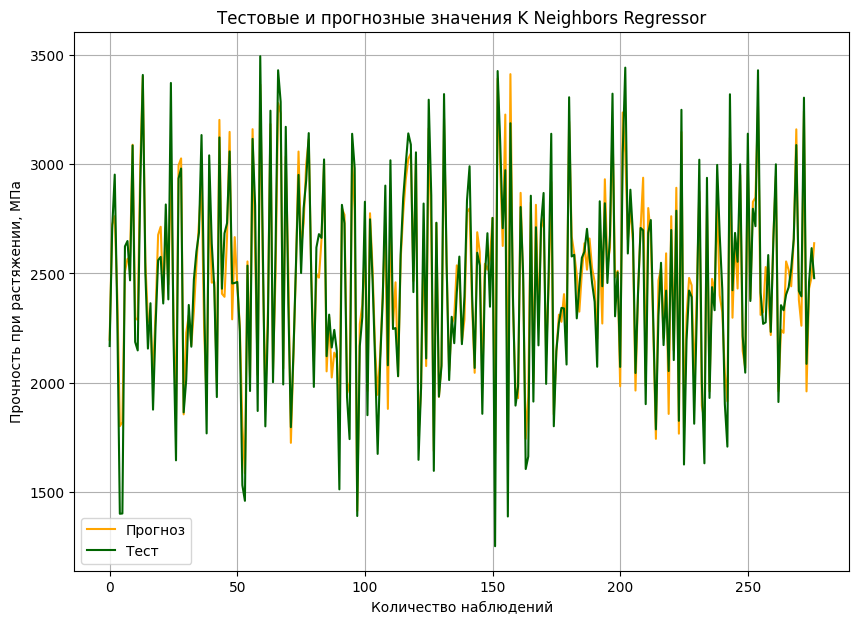 Тестовые и прогнозные значения K Neighbors Regressor
Прочность при растяжении, МПа
3500
3000
2500
2000
1500
Прогноз
Тест
0
50
100
150
200
250
Количество наблюдений